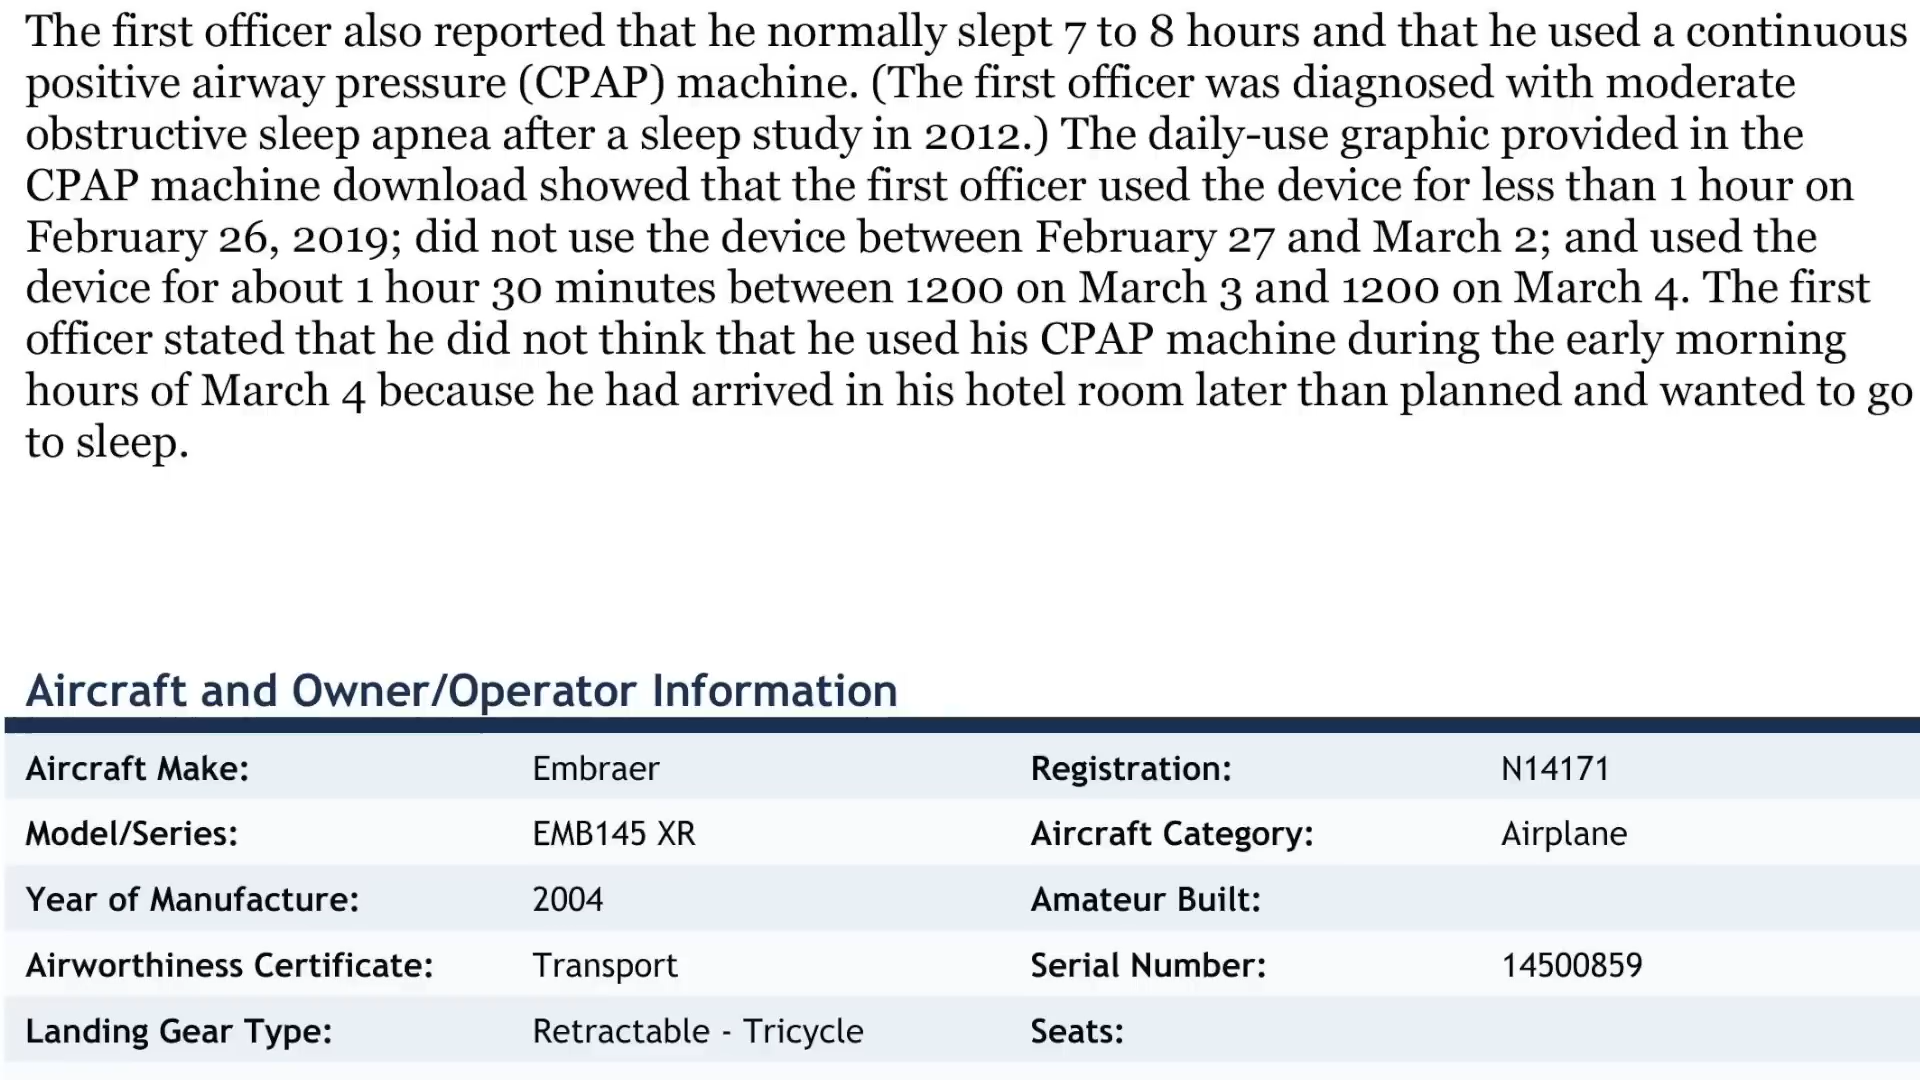 The first officer also reported that he normally slept 7 to 8 hours and that he used a continuous
positive airway pressure (CPAP) machine. (The first officer was diagnosed with moderate
obstructive sleep apnea after a sleep study in 2012.) The daily-use graphic provided in the
CPAP machine download showed that the first officer used the device for less than 1 hour on
February 26, 2019; did not use the device between February 27 and March 2; and used the
device for about 1 hour 30 minutes between 1200 on March 3 and 1200 on March 4. The first
officer stated that he did not think that he used his CPAP machine during the early morning
hours of March 4 because he had arrived in his hotel room later than planned and wanted to go
to sleep.
Aircraft and Owner/Operator Information
Aircraft Make: Embraer Registration: N14171
Model/Series: EMB145 XR Aircraft Category: Airplane
Year of Manufacture: 2004 Amateur Built:
Airworthiness Certificate: Transport Serial Number: 14500859
Landing Gear Type: Retractable - Tricycle Seats: